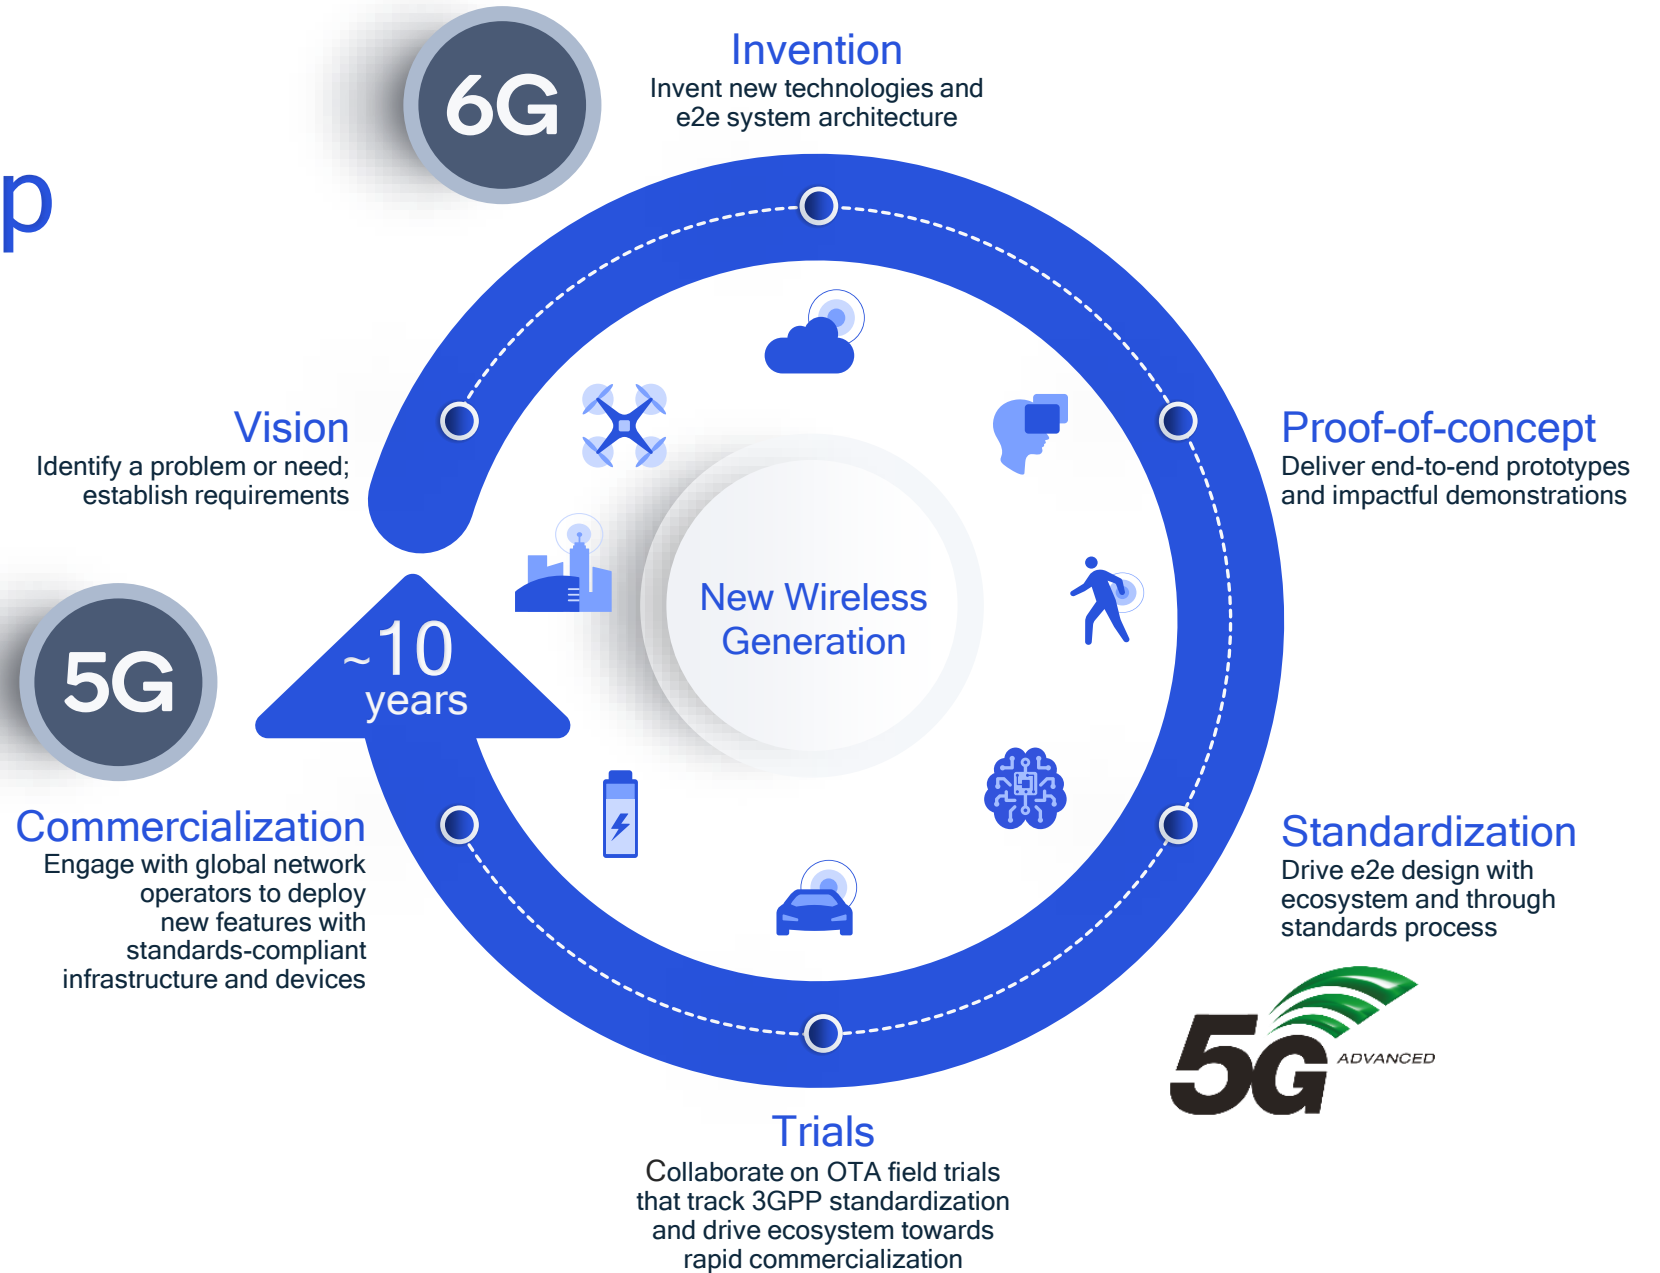 p
6G
Invention
Invent new technologies and
e2e system architecture
Vision
Identify a problem or need;
establish requirements
Proof-of-concept
Deliver end-to-end prototypes
and impactful demonstrations
New Wireless
Generation
5G
~10
years
Commercialization
Engage with global network
operators to deploy
new features with
standards-compliant
infrastructure and devices
Standardization
Drive e2e design with
ecosystem and through
standards process
5G ADVANCED
Trials
Collaborate on OTA field trials
that track 3GPP standardization
and drive ecosystem towards
rapid commercialization